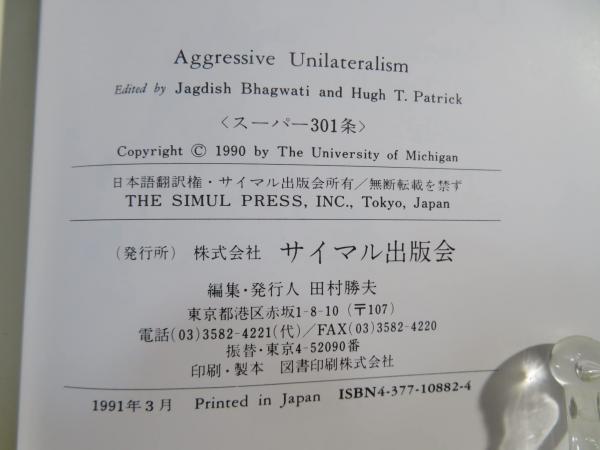 Aggressive Unilateralism
Edited by Jagdish Bhagwati and Hugh T. Patrick
〈スーパー301条〉
Copyright © 1990 by The University of Michigan
日本語翻訳権・サイマル出版会所有／無断転載を禁ず
THE SIMUL PRESS, INC., Tokyo, Japan
(発行所) 株式会社 サイマル出版会
編集・発行人 田村勝夫
東京都港区赤坂1-8-10(〒107)
電話(03)3582-4221(代)/FAX(03)3582-4220
振替・東京4-52090番
印刷・製本 図書印刷株式会社
1991年3月 Printed in Japan ISBN4-377-10882-4